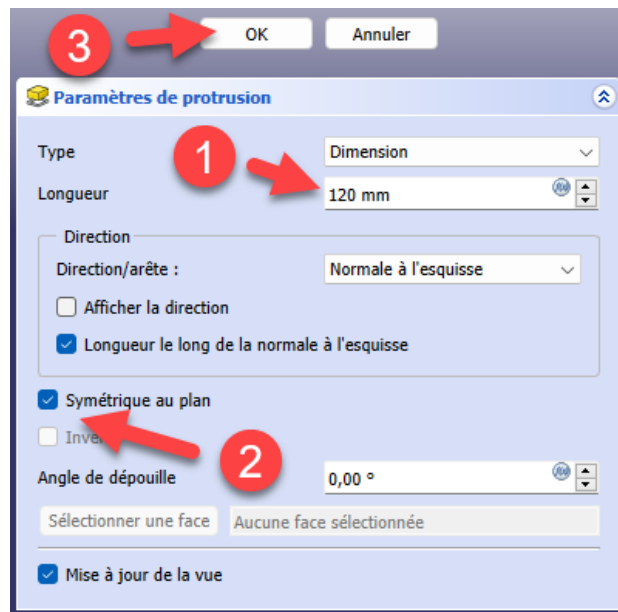 3
OK
Annuler
Paramètres de protrusion
Type
1
Dimension
Longueur
120 mm
Direction
Direction/arête :
Normale à l'esquisse
Afficher la direction
Longueur le long de la normale à l'esquisse
Symétrique au plan
2
Angle de dépouille
0,00 °
Sélectionner une face
Aucune face sélectionnée
Mise à jour de la vue